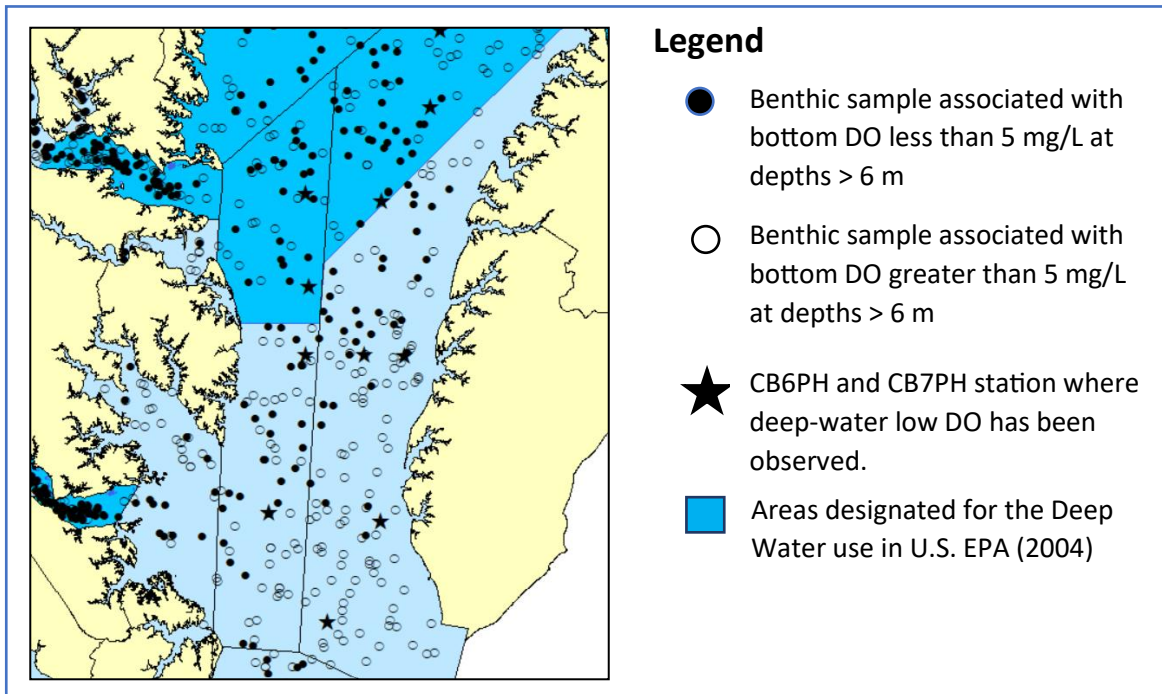 Legend
Benthic sample associated with
bottom DO less than 5 mg/L at
depths > 6 m
Benthic sample associated with
bottom DO greater than 5 mg/L
at depths > 6 m
CB6PH and CB7PH station where
deep-water low DO has been
observed.
Areas designated for the Deep
Water use in U.S. EPA (2004)